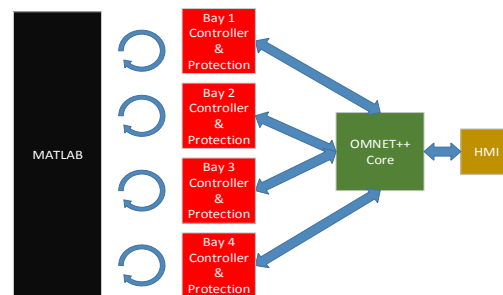 MATLAB
Bay 1
Controller
&
Protection
Bay 2
Controller
&
Protection
Bay 3
Controller
&
Protection
Bay 4
Controller
&
Protection
OMNET++
Core
HMI